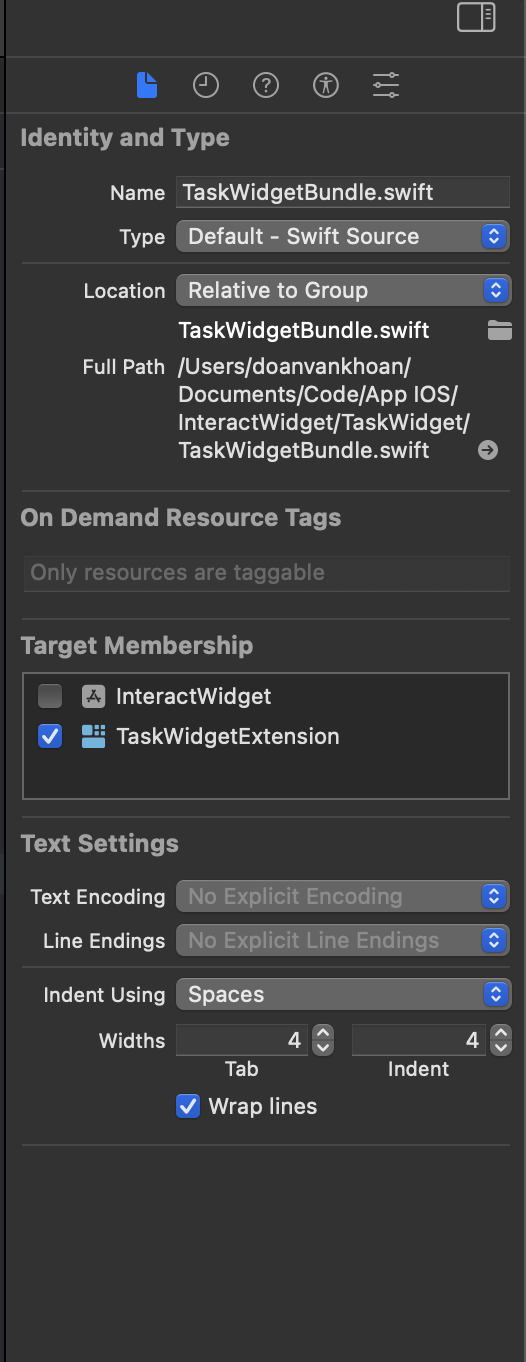 Identity and Type
Name TaskWidgetBundle.swift
Type Default - Swift Source
Location Relative to Group
TaskWidgetBundle.swift
Full Path /Users/doanvankhoan/
Documents/Code/App IOS/
InteractWidget/TaskWidget/
TaskWidgetBundle.swift
On Demand Resource Tags
Only resources are taggable
Target Membership
InteractWidget
TaskWidgetExtension
Text Settings
Text Encoding No Explicit Encoding
Line Endings No Explicit Line Endings
Indent Using Spaces
Widths 4 4
Tab Indent
Wrap lines